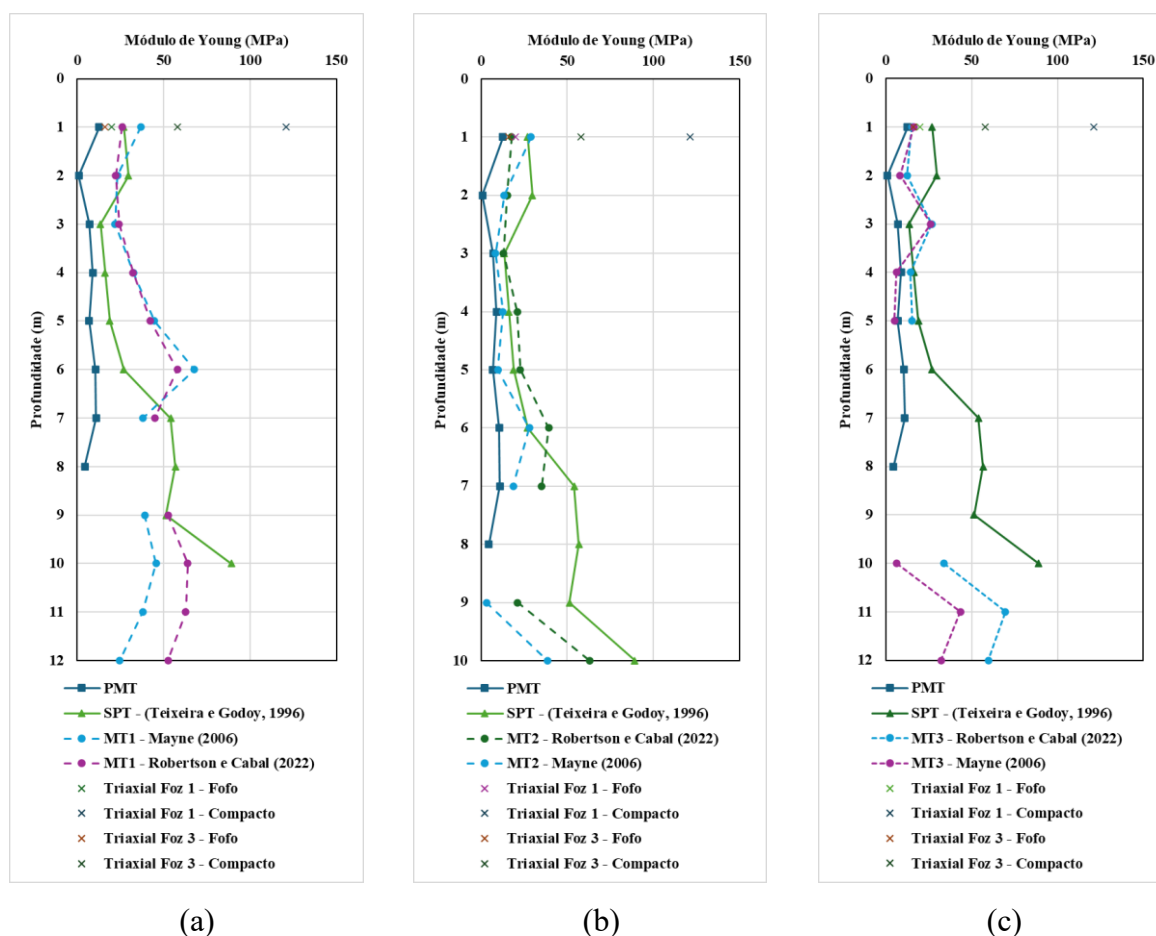 Módulo de Young (MPa)
0 50 100 150
0
1
2
3
4
5
6
7
8
9
10
11
12
Profundidade (m)
PMT
SPT - (Teixeira e Godoy, 1996)
MT1 - Mayne (2006)
MT1 - Robertson e Cabal (2022)
Triaxial Foz 1 - Fofo
Triaxial Foz 1 - Compacto
Triaxial Foz 3 - Fofo
Triaxial Foz 3 - Compacto
(a)
Módulo de Young (MPa)
0 50 100 150
0
1
2
3
4
5
6
7
8
9
10
Profundidade (m)
PMT
SPT - (Teixeira e Godoy, 1996)
MT2 - Robertson e Cabal (2022)
MT2 - Mayne (2006)
Triaxial Foz 1 - Fofo
Triaxial Foz 1 - Compacto
Triaxial Foz 3 - Fofo
Triaxial Foz 3 - Compacto
(b)
Módulo de Young (MPa)
0 50 100 150
0
1
2
3
4
5
6
7
8
9
10
11
12
Profundidade (m)
PMT
SPT - (Teixeira e Godoy, 1996)
MT3 - Robertson e Cabal (2022)
MT3 - Mayne (2006)
Triaxial Foz 1 - Fofo
Triaxial Foz 1 - Compacto
Triaxial Foz 3 - Fofo
Triaxial Foz 3 - Compacto
(c)